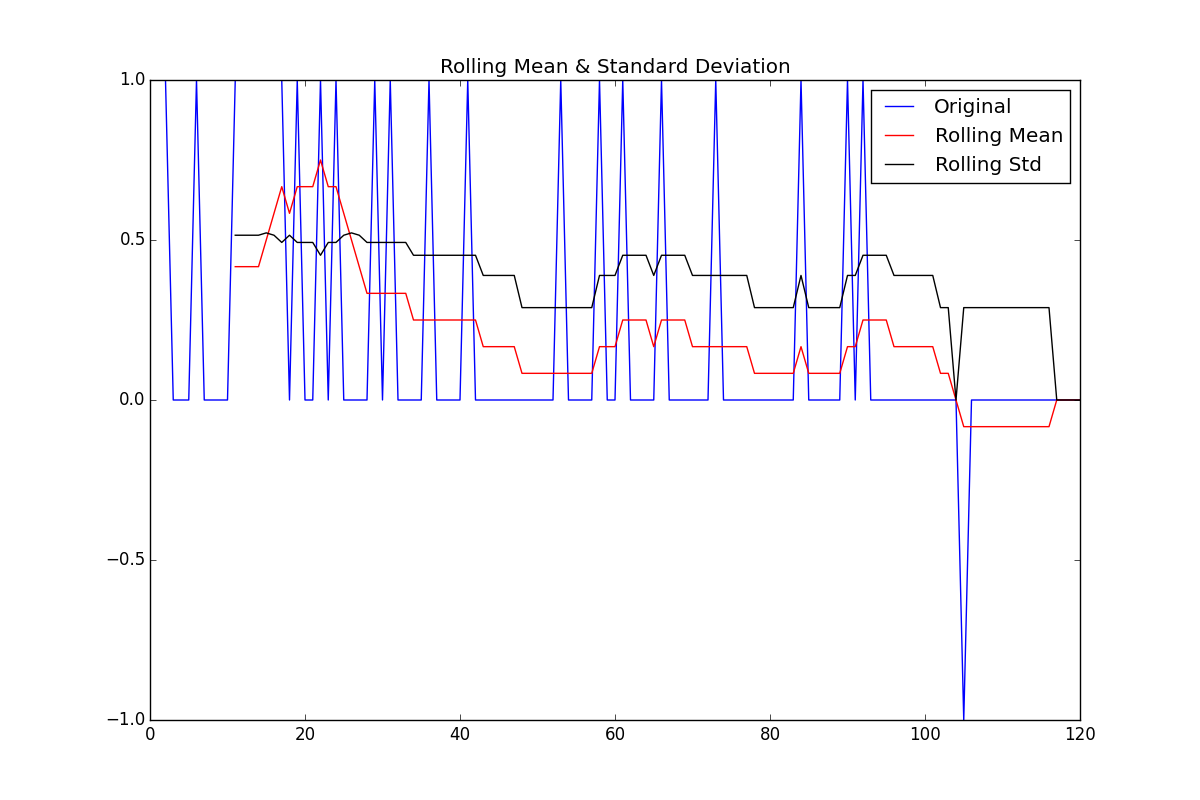 Rolling Mean & Standard Deviation
1.0
Original
Rolling Mean
Rolling Std
0.5
0.0
−0.5
−1.0
0 20 40 60 80 100 120